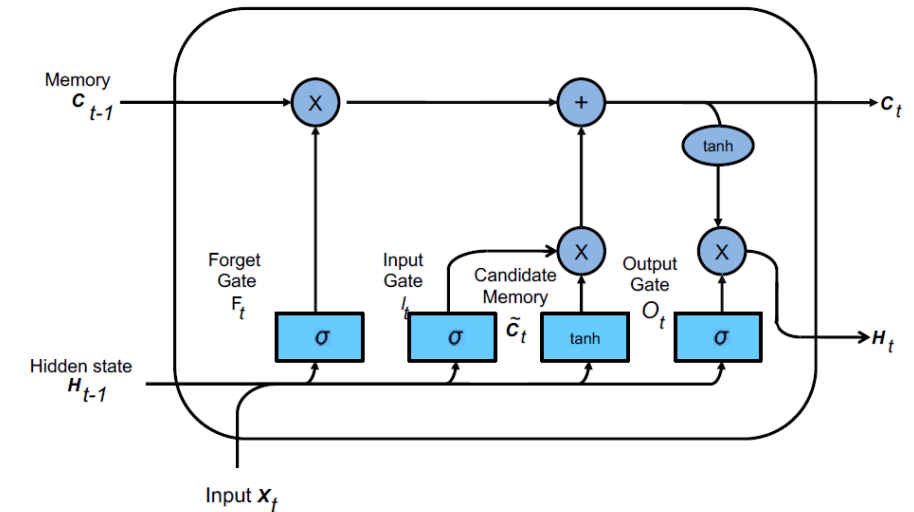 Memory
C t-1
X
+
C t
tanh
Forget
Gate
F t
Input
Gate
I t
X
Candidate
Memory
C̃ t
Output
Gate
O t
X
σ
σ
tanh
σ
H t
Hidden state
H t-1
Input X t